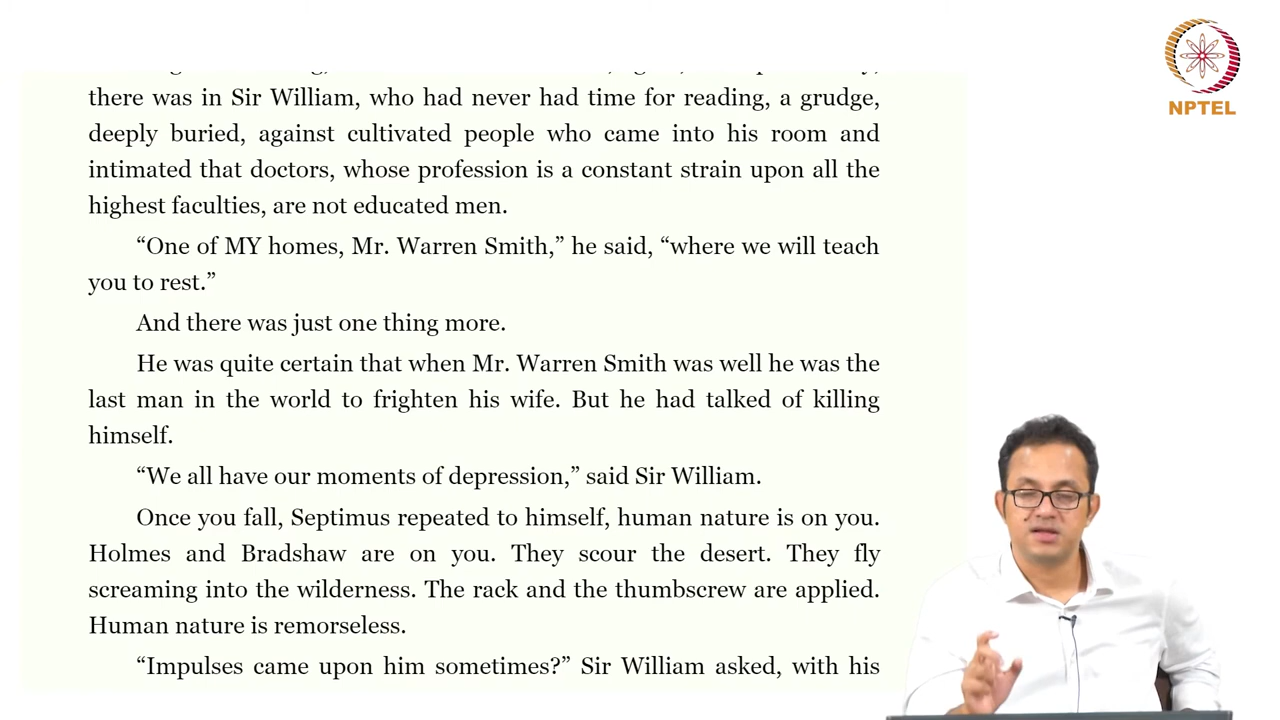 there was in Sir William, who had never had time for reading, a grudge,
deeply buried, against cultivated people who came into his room and
intimated that doctors, whose profession is a constant strain upon all the
highest faculties, are not educated men.
“One of MY homes, Mr. Warren Smith,” he said, “where we will teach
you to rest.”
And there was just one thing more.
He was quite certain that when Mr. Warren Smith was well he was the
last man in the world to frighten his wife. But he had talked of killing
himself.
“We all have our moments of depression,” said Sir William.
Once you fall, Septimus repeated to himself, human nature is on you.
Holmes and Bradshaw are on you. They scour the desert. They fly
screaming into the wilderness. The rack and the thumbscrew are applied.
Human nature is remorseless.
“Impulses came upon him sometimes?” Sir William asked, with his
NPTEL